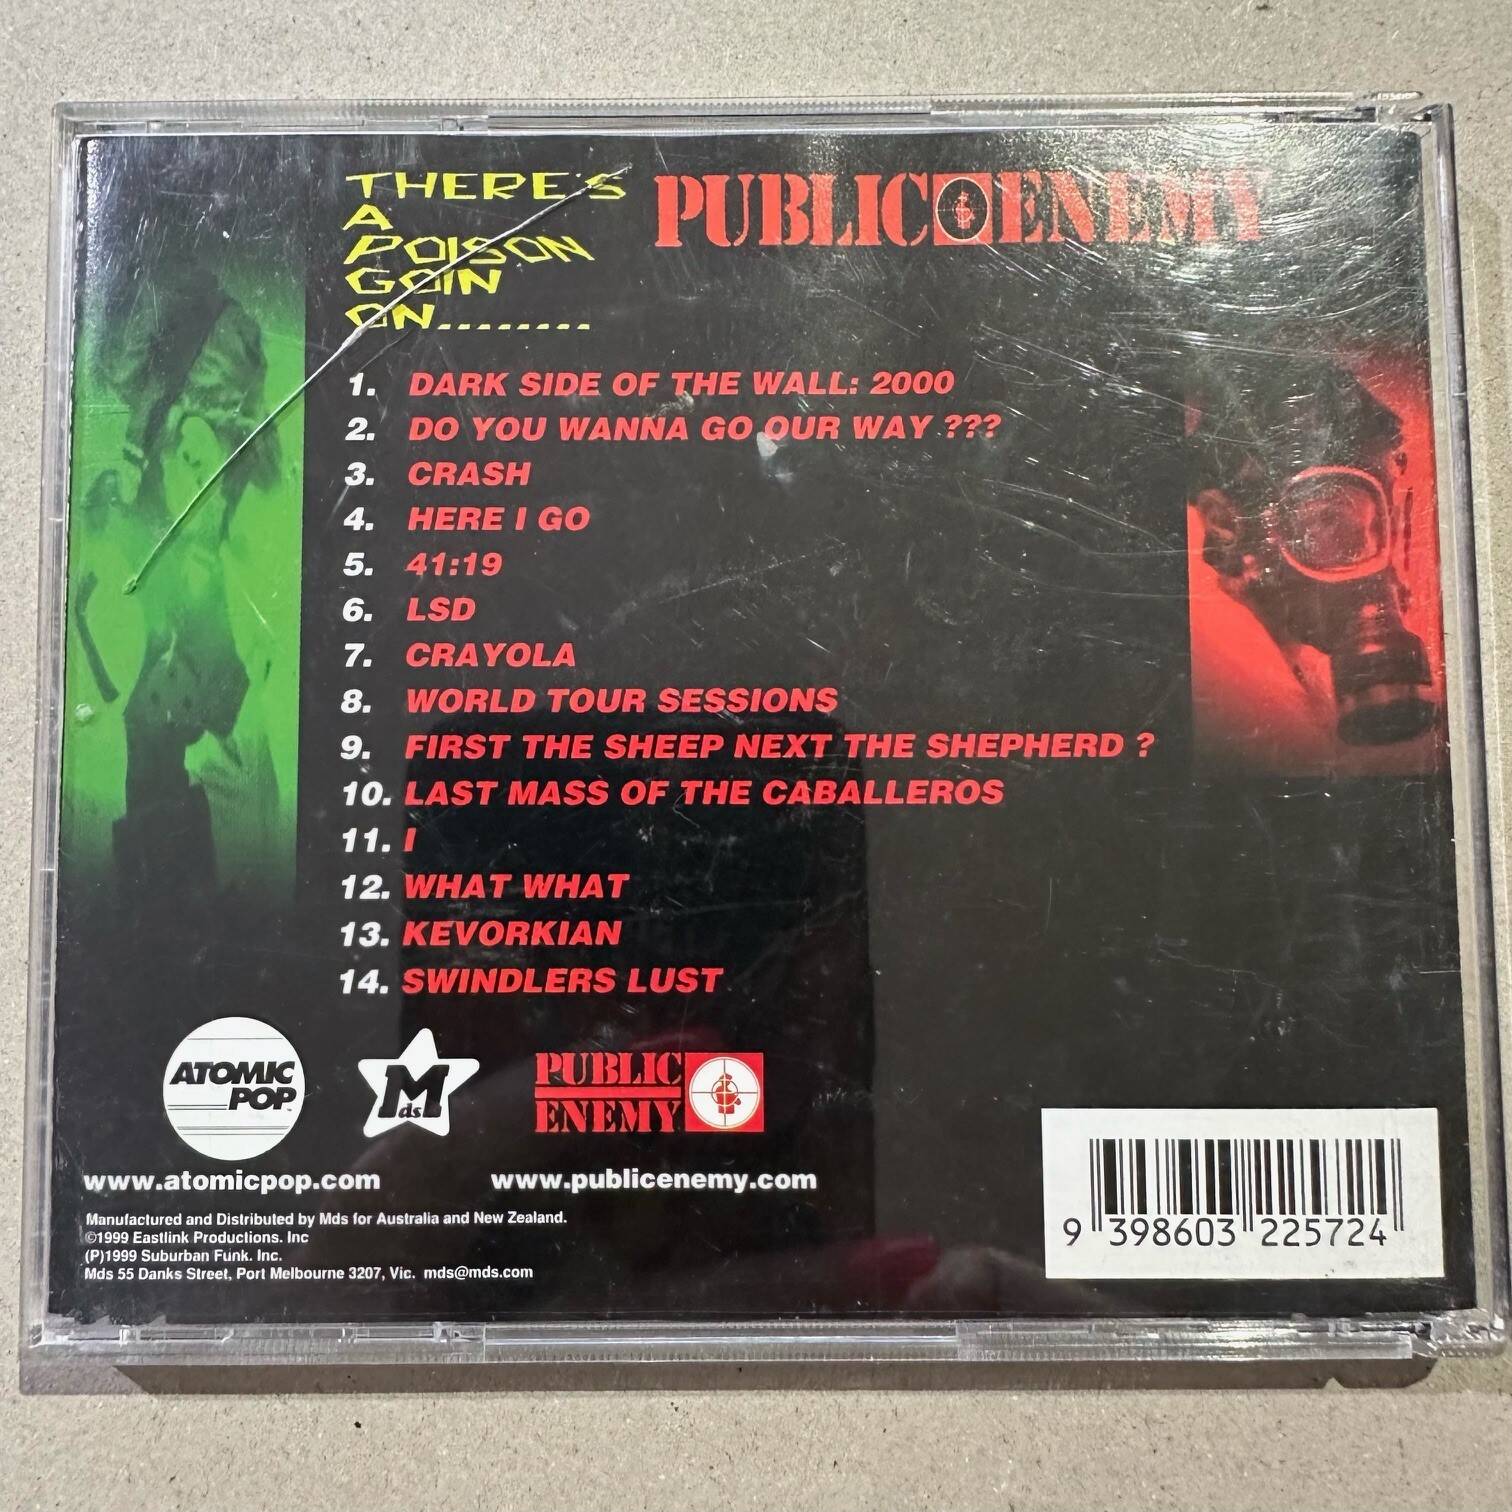 THERE'S
A
POISON
GOIN
ON........
PUBLIC ENEMY
1. DARK SIDE OF THE WALL: 2000
2. DO YOU WANNA GO OUR WAY ???
3. CRASH
4. HERE I GO
5. 41:19
6. LSD
7. CRAYOLA
8. WORLD TOUR SESSIONS
9. FIRST THE SHEEP NEXT THE SHEPHERD ?
10. LAST MASS OF THE CABALLEROS
11. I
12. WHAT WHAT
13. KEVORKIAN
14. SWINDLERS LUST
ATOMIC
POP™
Mds
PUBLIC
ENEMY
www.atomicpop.com
www.publicenemy.com
Manufactured and Distributed by Mds for Australia and New Zealand.
©1999 Eastlink Productions. Inc
(P)1999 Suburban Funk. Inc.
Mds 55 Danks Street, Port Melbourne 3207, Vic. mds@mds.com
9 398603 225724